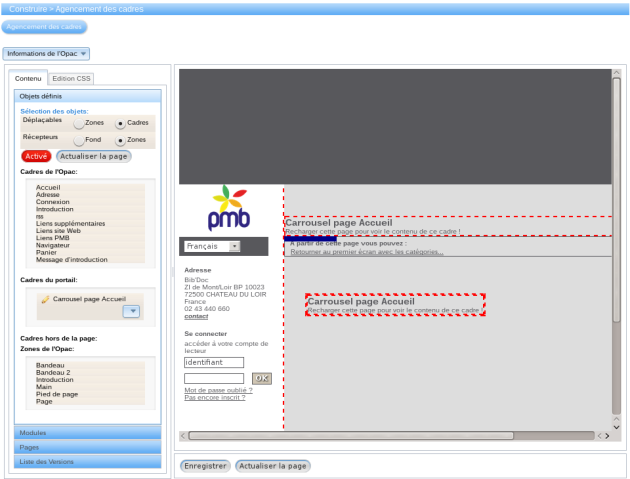 Construire > Agencement des cadres
Agencement des cadres
Informations de l'Opac
Contenu
Edition CSS
Objets définis
Sélection des objets:
Déplaçables
Zones
Cadres
Récepteurs
Fond
Zones
Activé
Actualiser la page
Cadres de l'Opac:
Accueil
Adresse
Connexion
Introduction
rss
Liens supplémentaires
Liens site Web
Liens PMB
Navigateur
Panier
Message d'introduction
Cadres du portail:
Carrousel page Accueil
Cadres hors de la page:
Zones de l'Opac:
Bandeau
Bandeau 2
Introduction
Main
Pied de page
Page
Modules
Pages
Liste des Versions
pmb
Français
Adresse
Bib'Doc
ZI de Mont/Loir BP 10023
72500 CHATEAU DU LOIR
France
02 43 440 660
contact
Se connecter
accéder à votre compte de
lecteur
identifiant
OK
Mot de passe oublié ?
Pas encore inscrit ?
Carrousel page Accueil
Recharger cette page pour voir le contenu de ce cadre !
A partir de cette page vous pouvez :
Retourner au premier écran avec les catégories...
Carrousel page Accueil
Recharger cette page pour voir le contenu de ce cadre !
Enregistrer
Actualiser la page